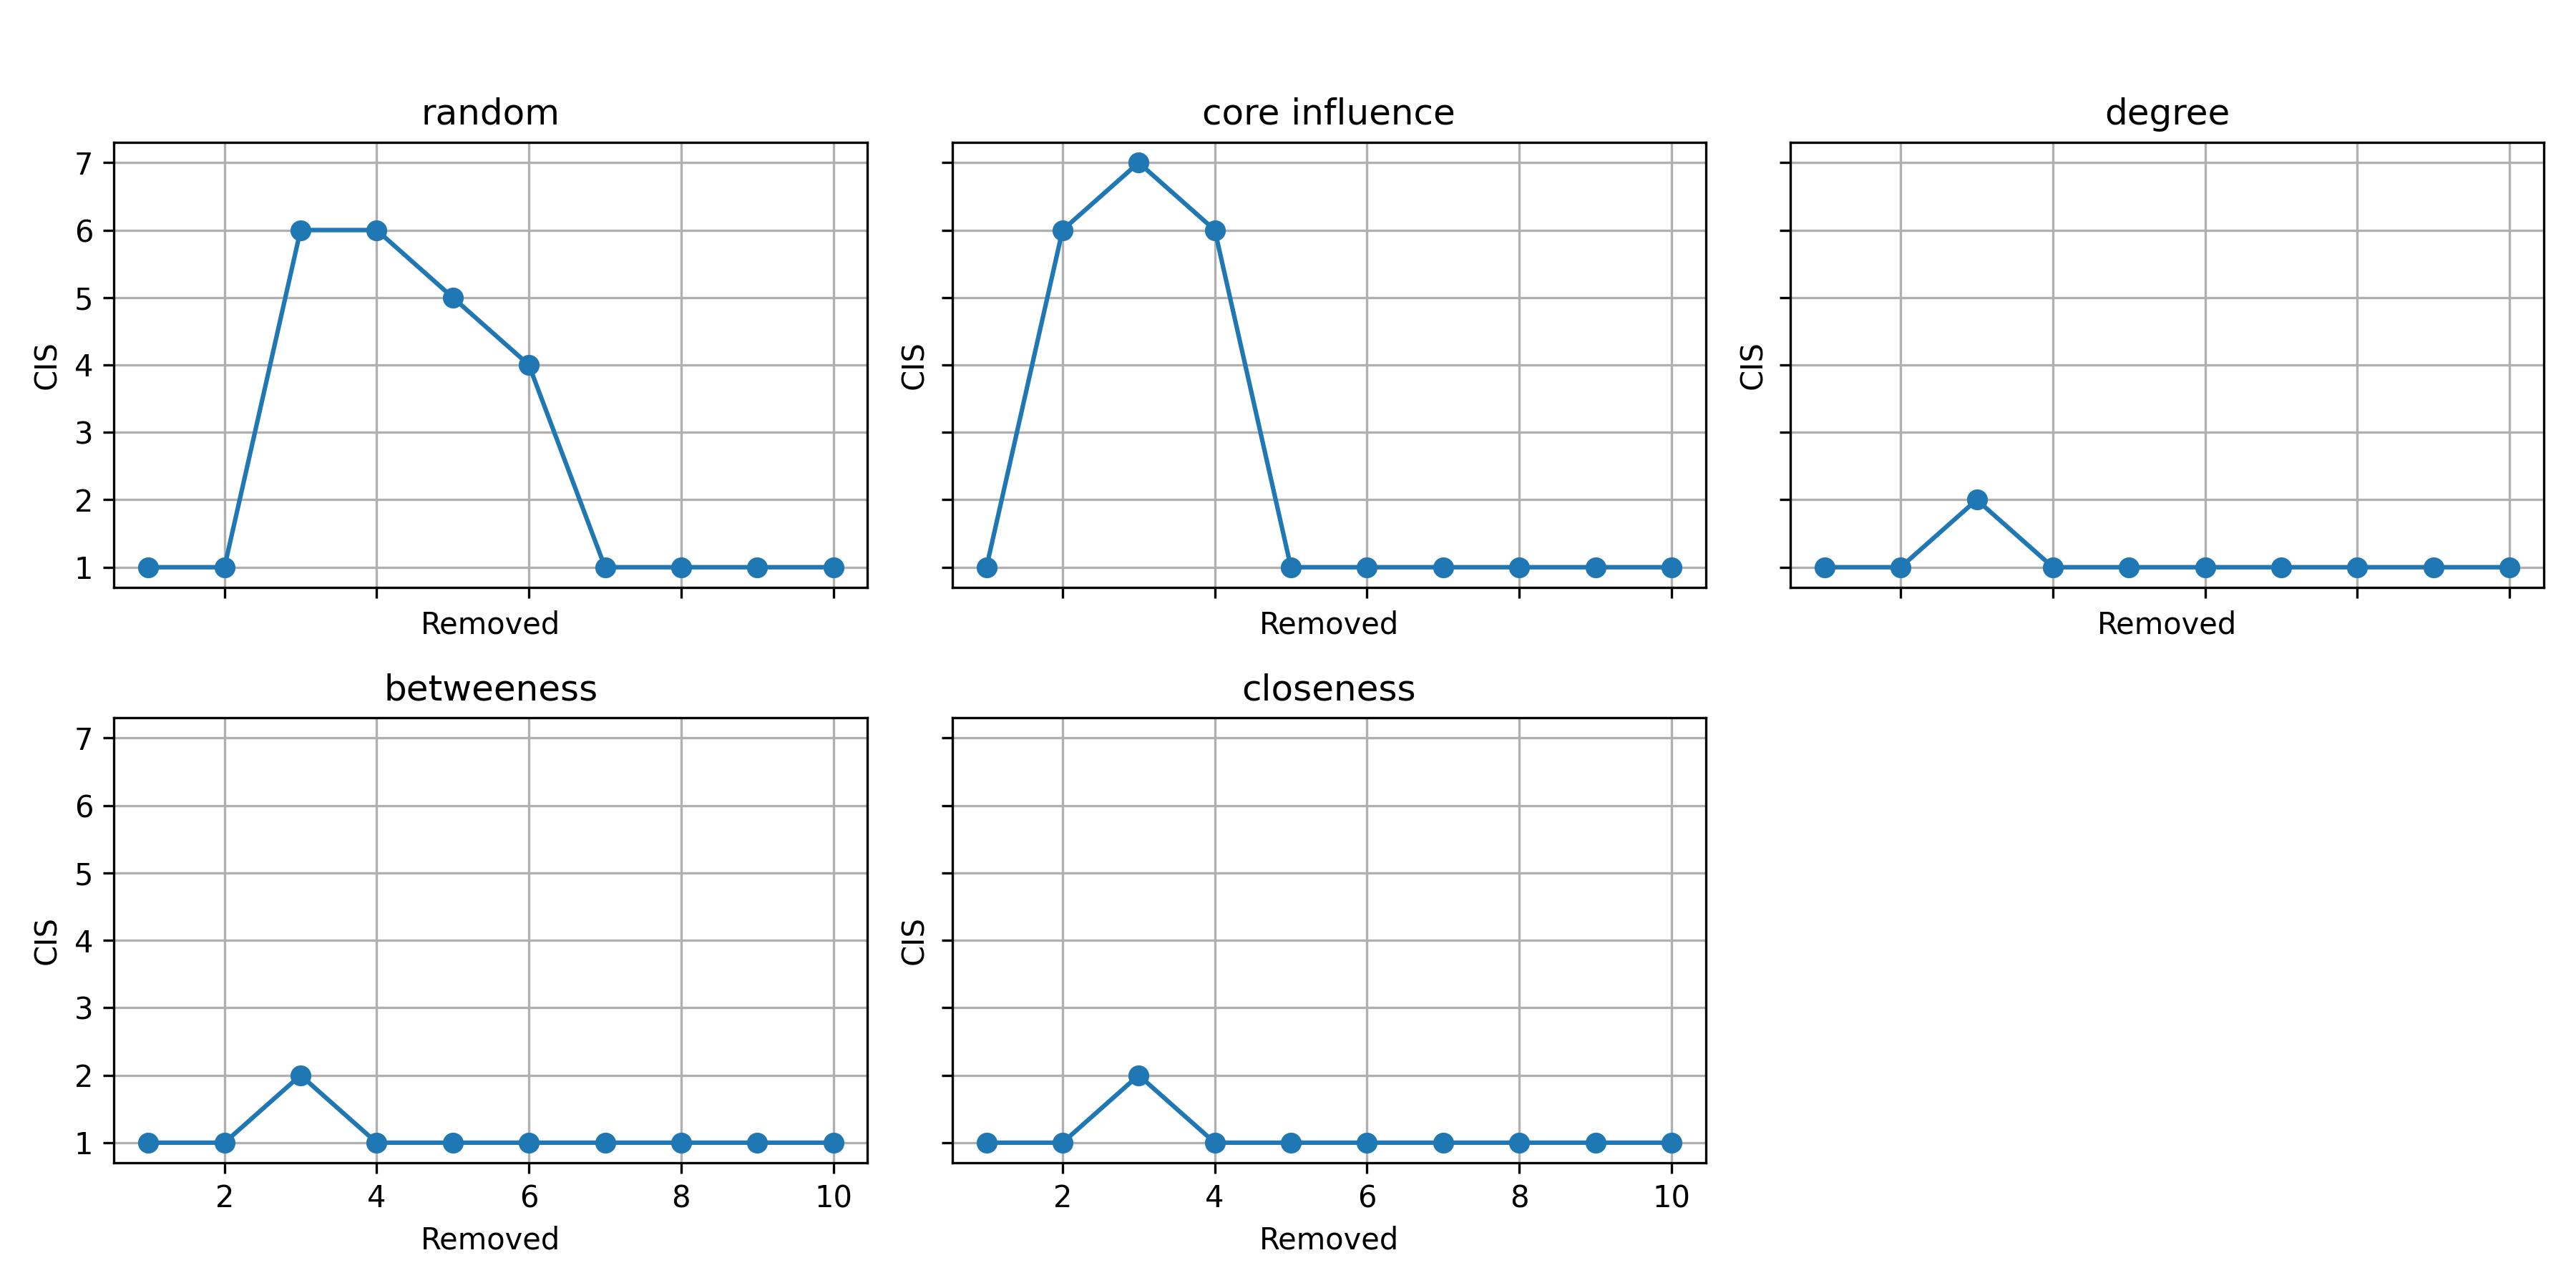 random
core influence
degree
7
6
5
4
3
2
1
CIS
CIS
CIS
Removed
Removed
Removed
betweeness
closeness
7
6
5
4
3
2
1
CIS
CIS
2 4 6 8 10
2 4 6 8 10
Removed
Removed